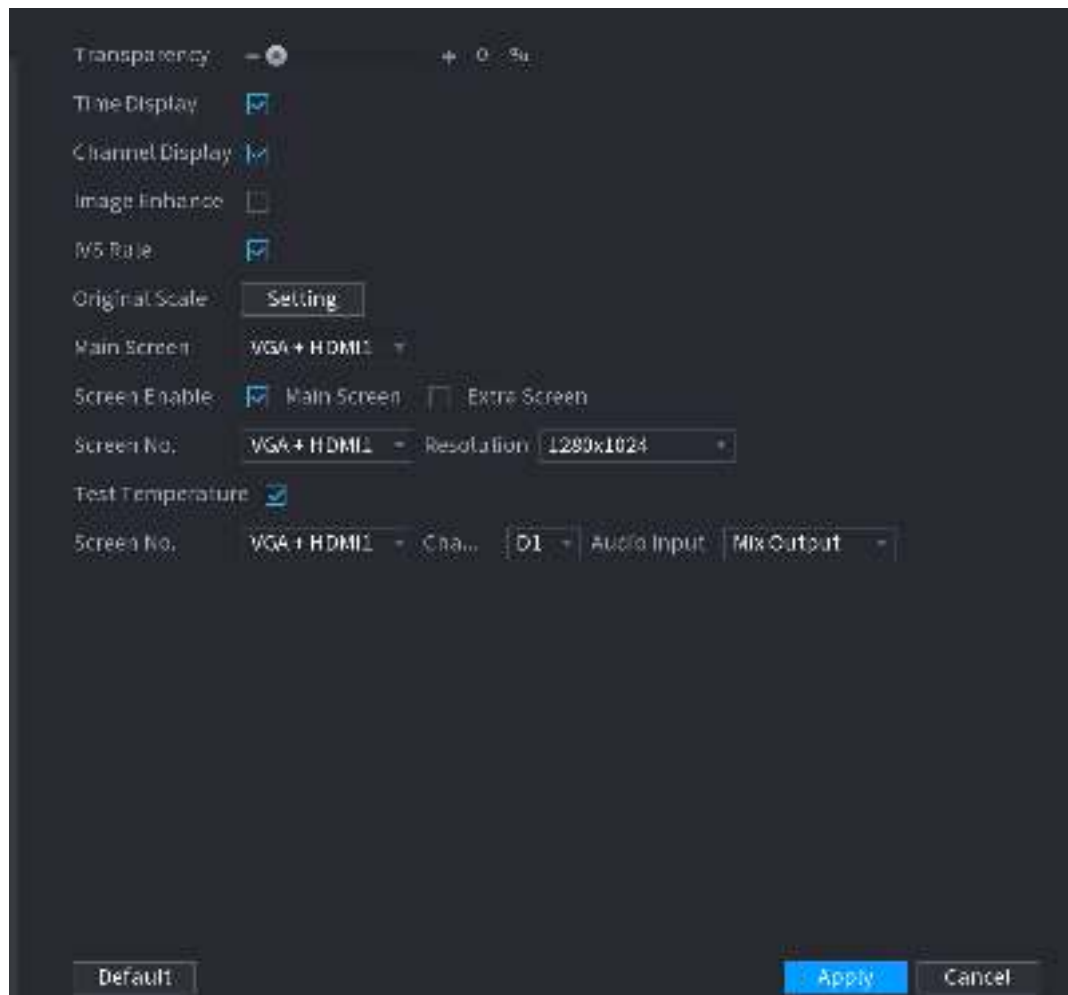 Transparency - + 0 %
Time Display
Channel Display
Image Enhance
IVS Rule
Original Scale Setting
Main Screen VGA + HDMI1
Screen Enable Main Screen Extra Screen
Screen No. VGA + HDMI1 Resolution 1280x1024
Test Temperature
Screen No. VGA + HDMI1 Cha... D1 Audio Input Mix Output
Default Apply Cancel